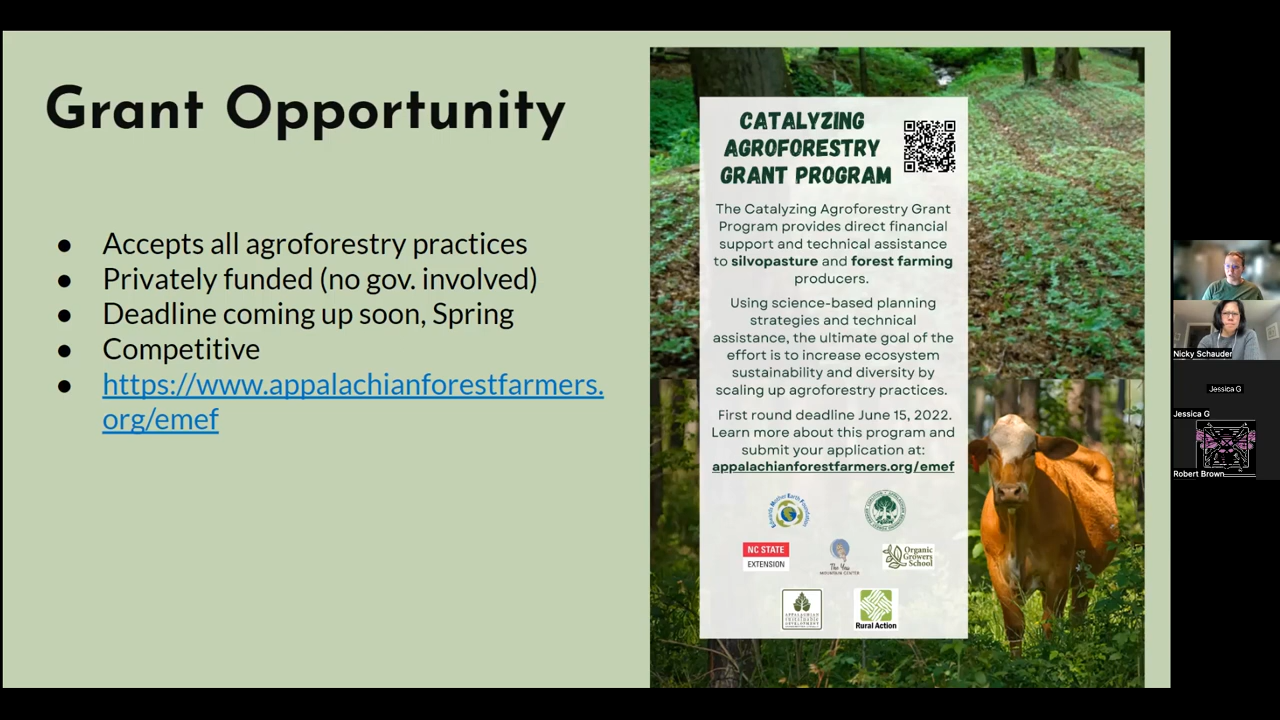 Grant Opportunity
● Accepts all agroforestry practices
● Privately funded (no gov. involved)
● Deadline coming up soon, Spring
● Competitive
● https://www.appalachianforestfarmers.
org/emef
CATALYZING
AGROFORESTRY
GRANT PROGRAM
The Catalyzing Agroforestry Grant
Program provides direct financial
support and technical assistance
to silvopasture and forest farming
producers.
Using science-based planning
strategies and technical
assistance, the ultimate goal of the
effort is to increase ecosystem
sustainability and diversity by
scaling up agroforestry practices.
First round deadline June 15, 2022.
Learn more about this program and
submit your application at:
appalachianforestfarmers.org/emef
NC STATE
EXTENSION
MOUNTAIN CENTER
Organic
Growers
School
Rural Action
Nicky Schauder
Jessica G
Jessica G
Robert Brown